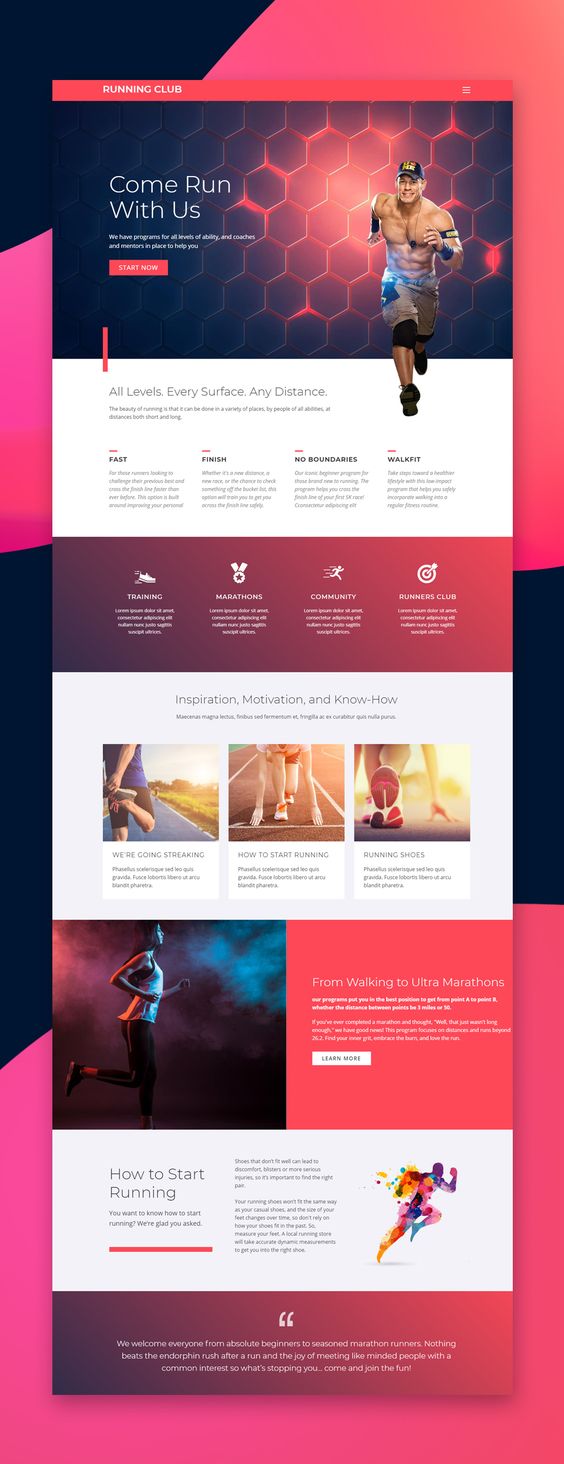 RUNNING CLUB
Come Run
With Us
We have programs for all levels of ability, and coaches
and mentors in place to help you
START NOW
All Levels. Every Surface. Any Distance.
The beauty of running is that it can be done in a variety of places, by people of all abilities, at
distances both short and long.
FAST
For those runners looking to
challenge their previous best and
cross the finish line faster than
ever before. This option is built
around improving your personal
FINISH
Whether it's a new distance, a
new race, or the chance to check
something off the bucket list, this
option will train you to get you
across the finish line safely.
NO BOUNDARIES
Our iconic beginner program for
those brand new to running. The
program helps you cross the
finish line of your first 5K race!
Cconsectetur adipiscing elit
WALKFIT
Take steps toward a healthier
lifestyle with this low-impact
program that helps you safely
incorporate walking into a
regular fitness routine.
TRAINING
Lorem ipsum dolor sit amet,
consectetur adipiscing elit,
nullam nunc justo sagittis
suscipit ultrices.
MARATHONS
Lorem ipsum dolor sit amet,
consectetur adipiscing elit,
nullam nunc justo sagittis
suscipit ultrices.
COMMUNITY
Lorem ipsum dolor sit amet,
consectetur adipiscing elit,
nullam nunc justo sagittis
suscipit ultrices.
RUNNERS CLUB
Lorem ipsum dolor sit amet,
consectetur adipiscing elit,
nullam nunc justo sagittis
suscipit ultrices.
Inspiration, Motivation, and Know-How
Maecenas magna lectus, finibus sed fermentum et, fringilla ac ex curabitur quis nulla purus.
WE'RE GOING STREAKING
Phasellus scelerisque sed leo quis
gravida. Fusce lobortis libero ut arcu
blandit pharetra.
HOW TO START RUNNING
Phasellus scelerisque sed leo quis
gravida. Fusce lobortis libero ut arcu
blandit pharetra.
RUNNING SHOES
Phasellus scelerisque sed leo quis
gravida. Fusce lobortis libero ut arcu
blandit pharetra.
From Walking to Ultra Marathons
our programs put you in the best position to get from point A to point B,
whether the distance between points be 3 miles or 50.
If you've ever completed a marathon and thought, "Well, that just wasn't long
enough," we have good news! This program focuses on distances and runs beyond
26.2. Find your inner grit, embrace the burn, and love the run.
LEARN MORE
How to Start
Running
You want to know how to start
running? We're glad you asked.
Shoes that don't fit well can lead to
discomfort, blisters or more serious
injuries, so it's important to find the right
pair.
Your running shoes won't fit the same way
as your casual shoes, and the size of your
feet changes over time, so don't rely on
how your shoes fit in the past. So,
measure your feet. A local running store
will take accurate dynamic measurements
to get you into the right shoe.
“
We welcome everyone from absolute beginners to seasoned marathon runners. Nothing
beats the endorphin rush after a run and the joy of meeting like minded people with a
common interest so what's stopping you... come and join the fun!